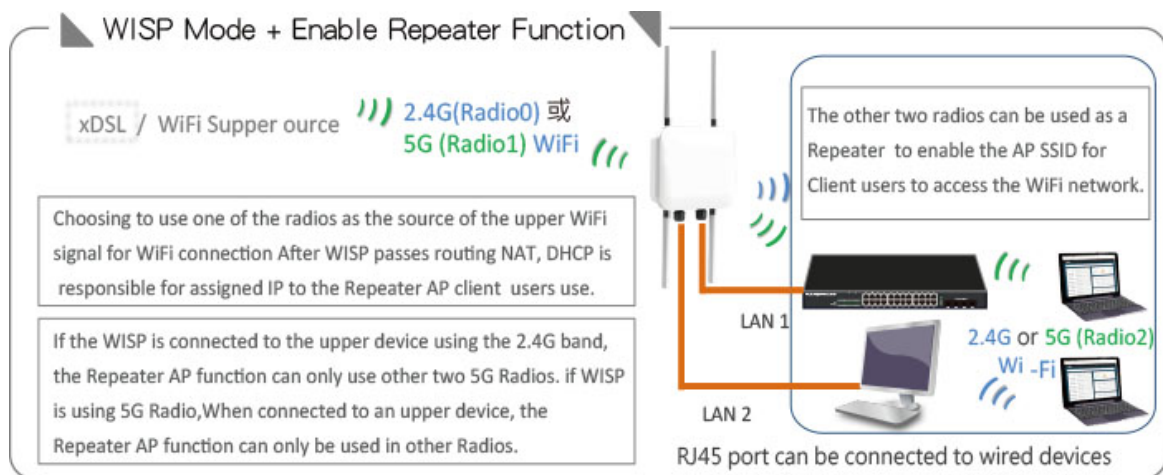 WISP Mode + Enable Repeater Function
xDSL / WiFi Supper ource
2.4G(Radio0) 或
5G (Radio1) WiFi
The other two radios can be used as a
Repeater to enable the AP SSID for
Client users to access the WiFi network.
Choosing to use one of the radios as the source of the upper WiFi
signal for WiFi connection After WISP passes routing NAT, DHCP is
responsible for assigned IP to the Repeater AP client users use.
If the WISP is connected to the upper device using the 2.4G band,
the Repeater AP function can only use other two 5G Radios. if WISP
is using 5G Radio,When connected to an upper device, the
Repeater AP function can only be used in other Radios.
LAN 1
2.4G or 5G (Radio2)
Wi -Fi
LAN 2
RJ45 port can be connected to wired devices